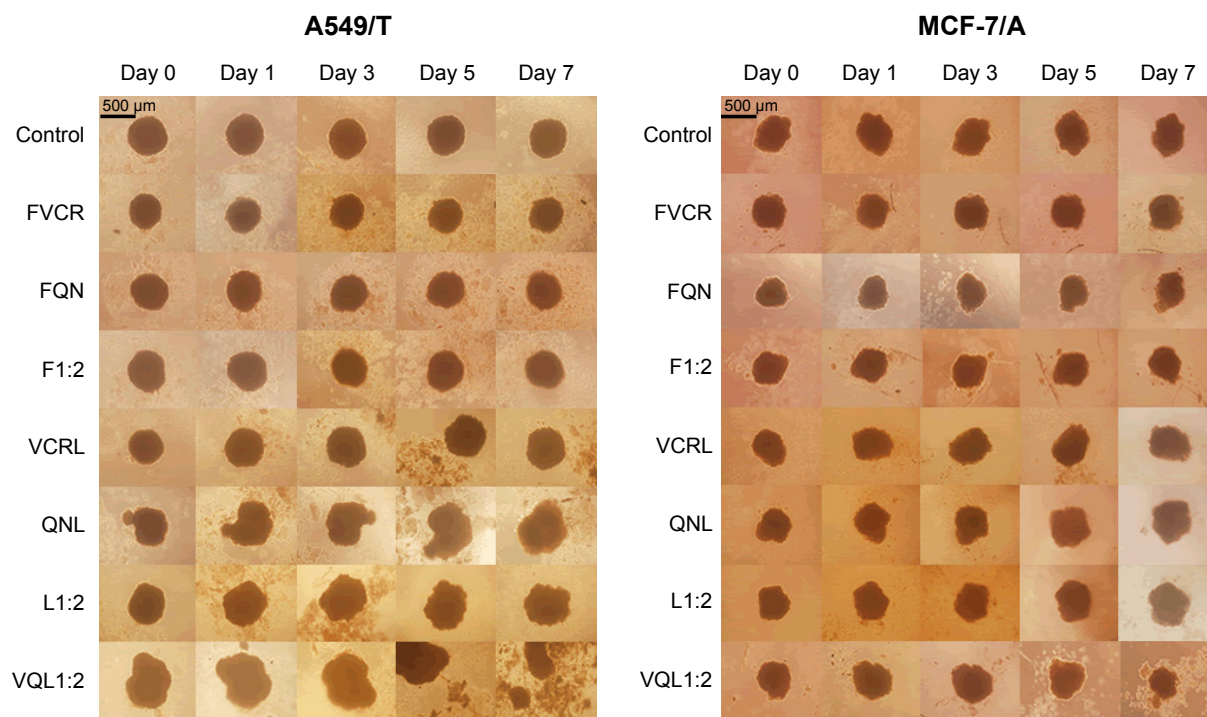 A549/T
MCF-7/A
Day 0 Day 1 Day 3 Day 5 Day 7
Day 0 Day 1 Day 3 Day 5 Day 7
500 µm
500 µm
Control
Control
FVCR
FVCR
FQN
FQN
F1:2
F1:2
VCRL
VCRL
QNL
QNL
L1:2
L1:2
VQL1:2
VQL1:2